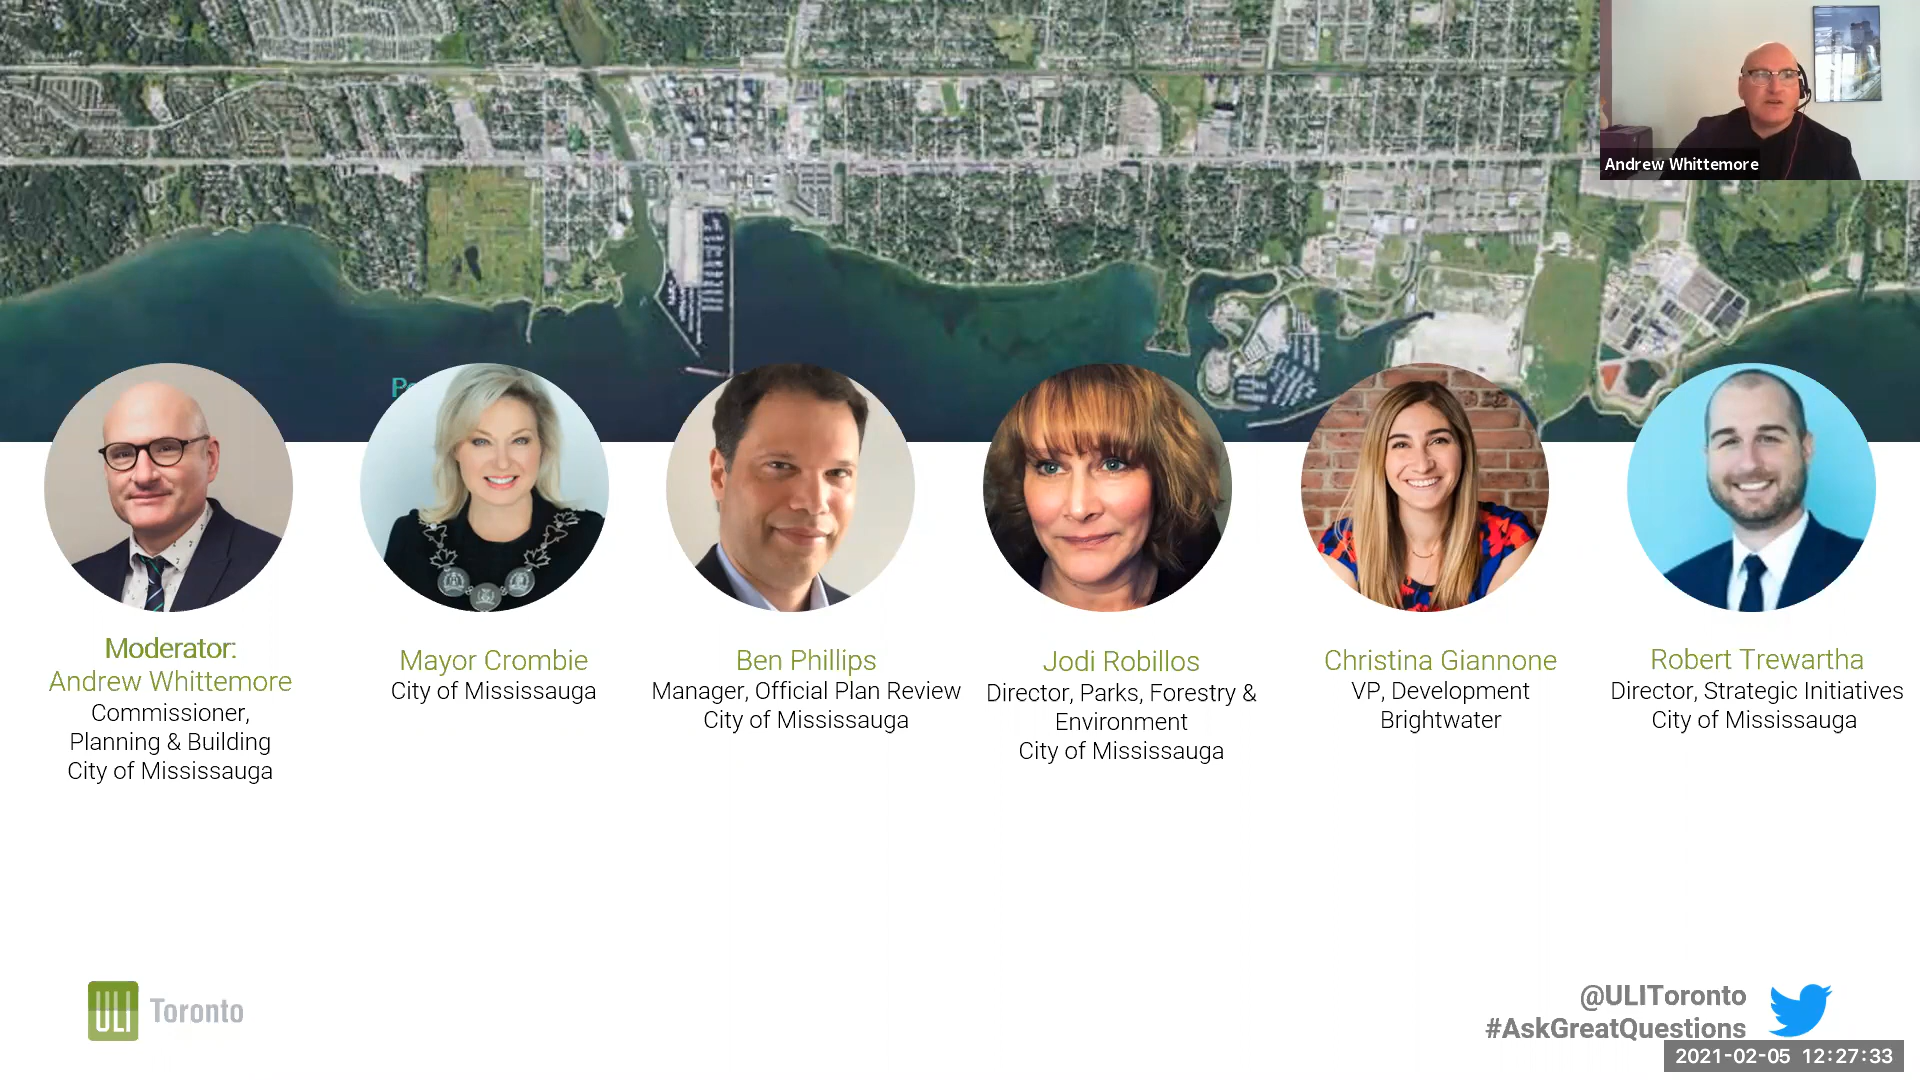 Andrew Whittemore
Moderator:
Andrew Whittemore
Commissioner,
Planning & Building
City of Mississauga
Mayor Crombie
City of Mississauga
Ben Phillips
Manager, Official Plan Review
City of Mississauga
Jodi Robillos
Director, Parks, Forestry &
Environment
City of Mississauga
Christina Giannone
VP, Development
Brightwater
Robert Trewartha
Director, Strategic Initiatives
City of Mississauga
ULI Toronto
@ULIToronto
#AskGreatQuestions
2021-02-05 12:27:33